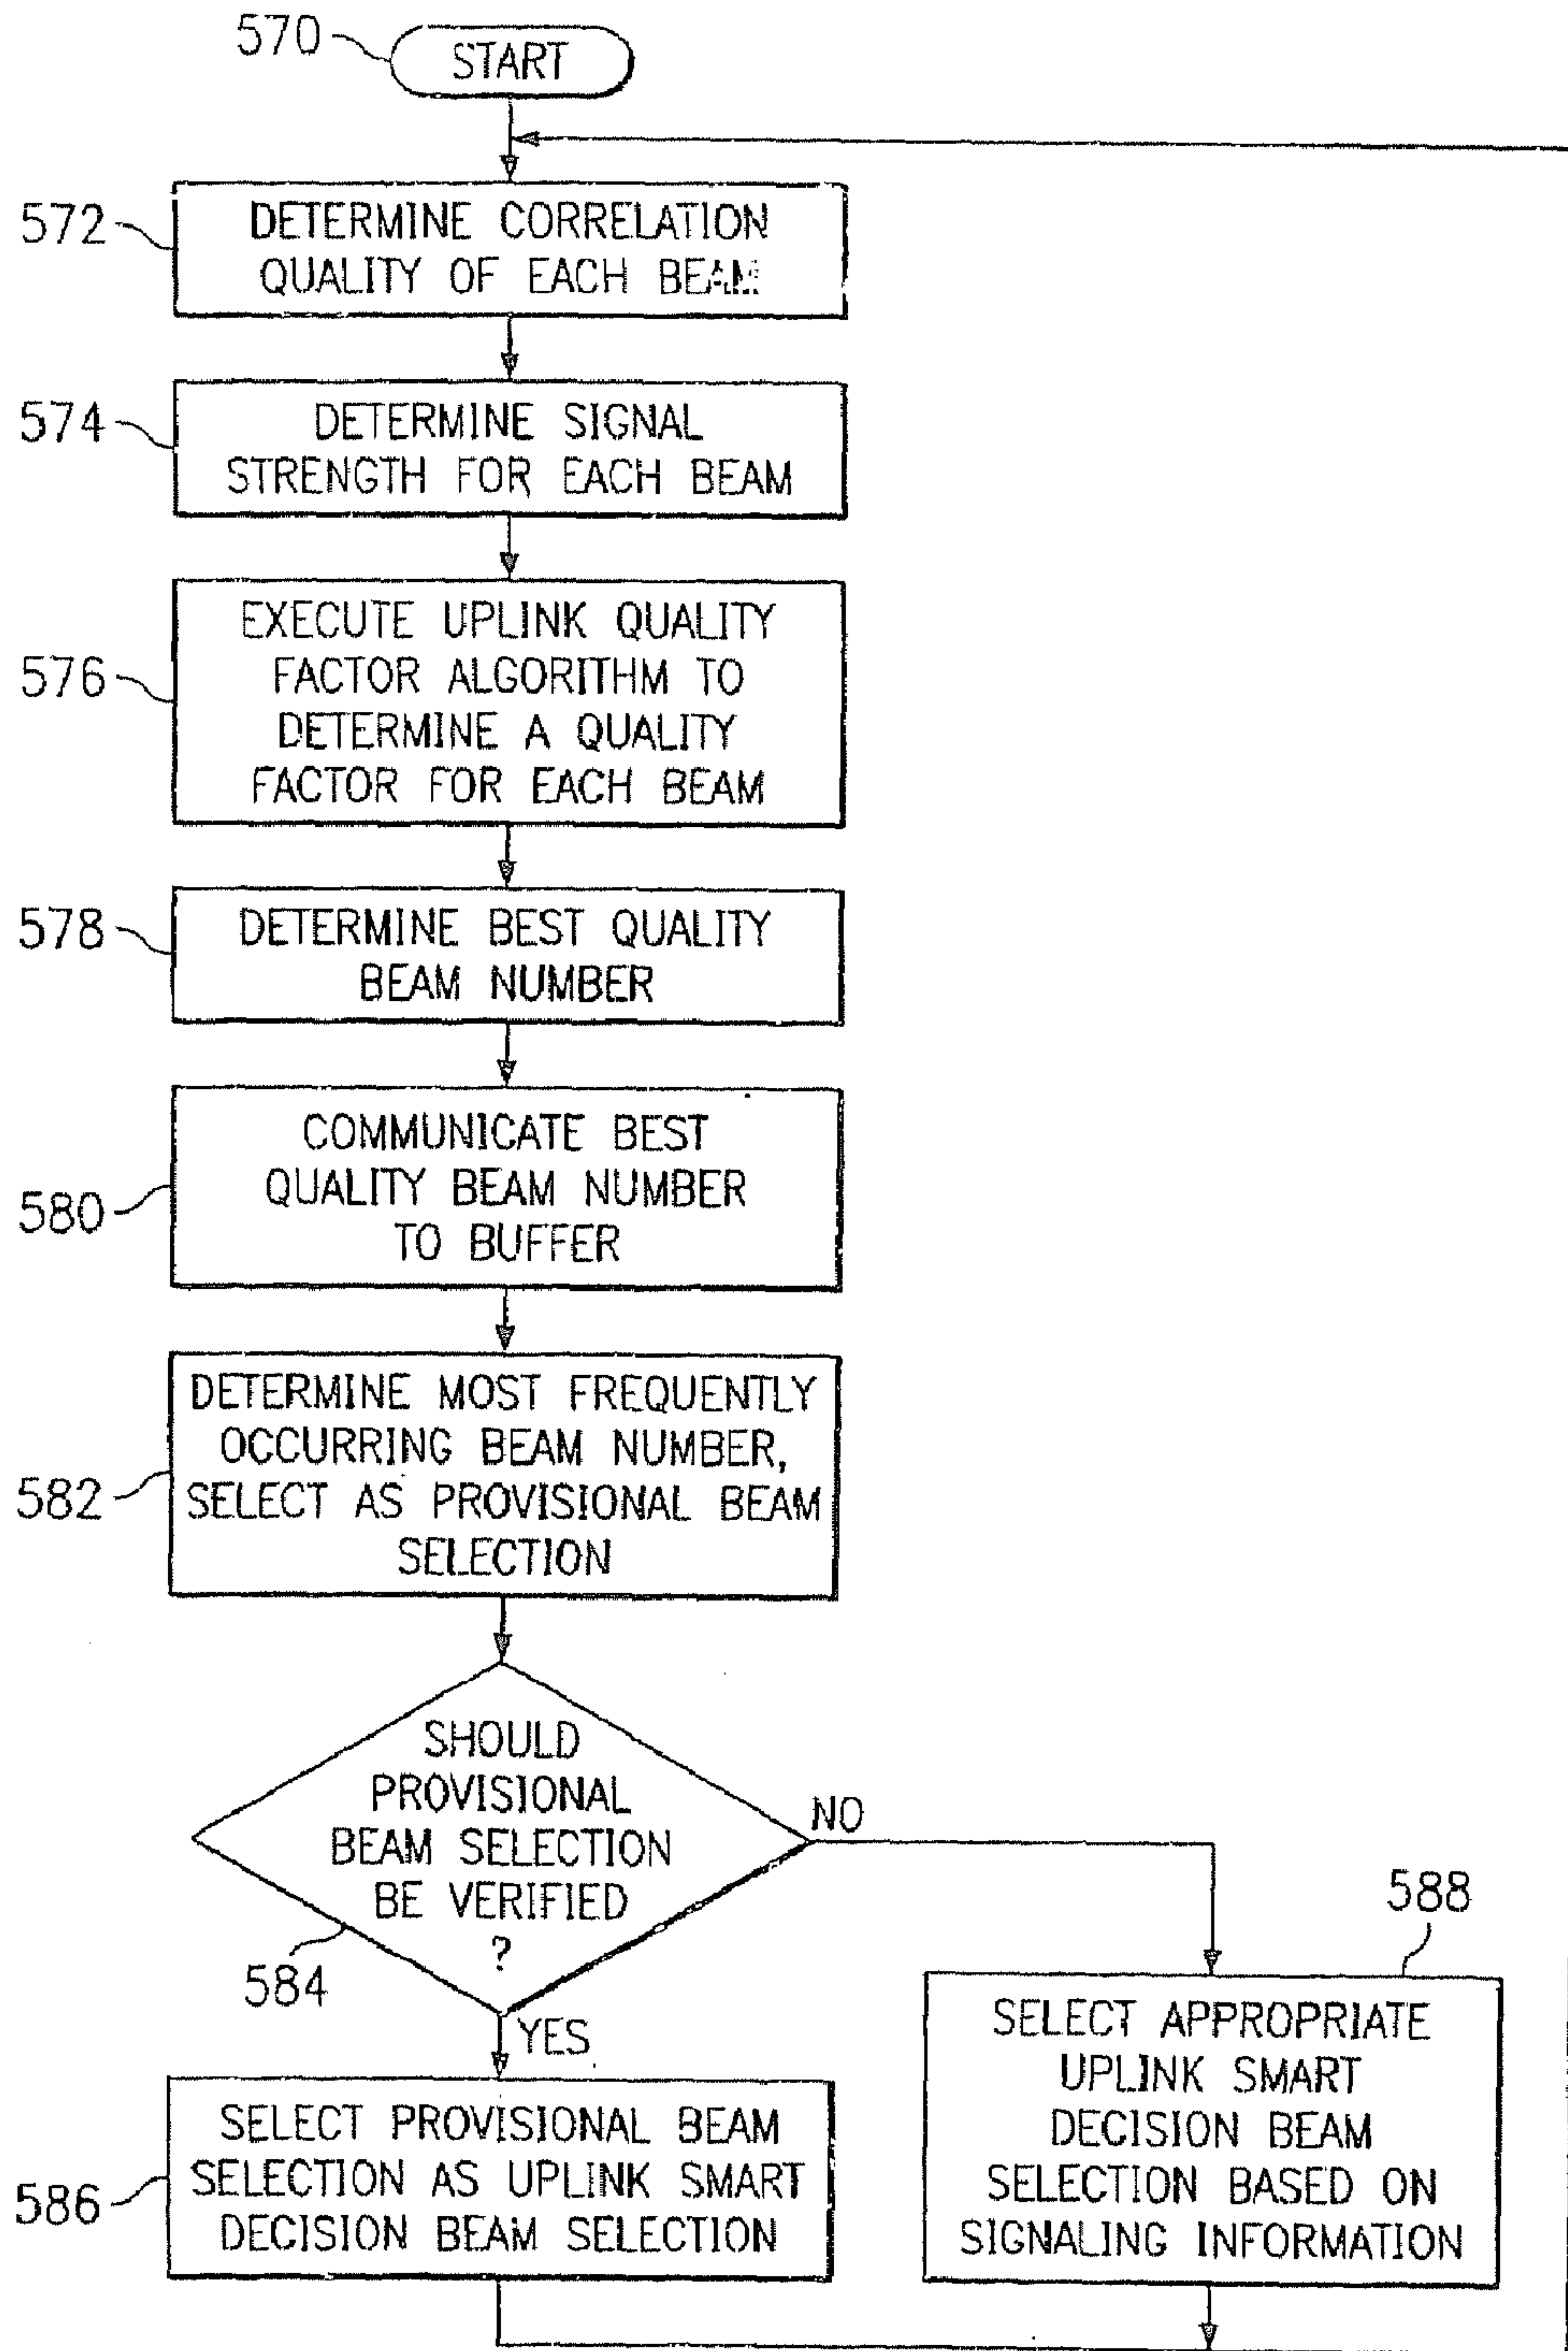 570
START
572
DETERMINE CORRELATION
QUALITY OF EACH BEAM
574
DETERMINE SIGNAL
STRENGTH FOR EACH BEAM
576
EXECUTE UPLINK QUALITY
FACTOR ALGORITHM TO
DETERMINE A QUALITY
FACTOR FOR EACH BEAM
578
DETERMINE BEST QUALITY
BEAM NUMBER
580
COMMUNICATE BEST
QUALITY BEAM NUMBER
TO BUFFER
582
DETERMINE MOST FREQUENTLY
OCCURRING BEAM NUMBER,
SELECT AS PROVISIONAL BEAM
SELECTION
SHOULD
PROVISIONAL
BEAM SELECTION
BE VERIFIED
?
584
NO
YES
586
SELECT PROVISIONAL BEAM
SELECTION AS UPLINK SMART
DECISION BEAM SELECTION
588
SELECT APPROPRIATE
UPLINK SMART
DECISION BEAM
SELECTION BASED ON
SIGNALING INFORMATION